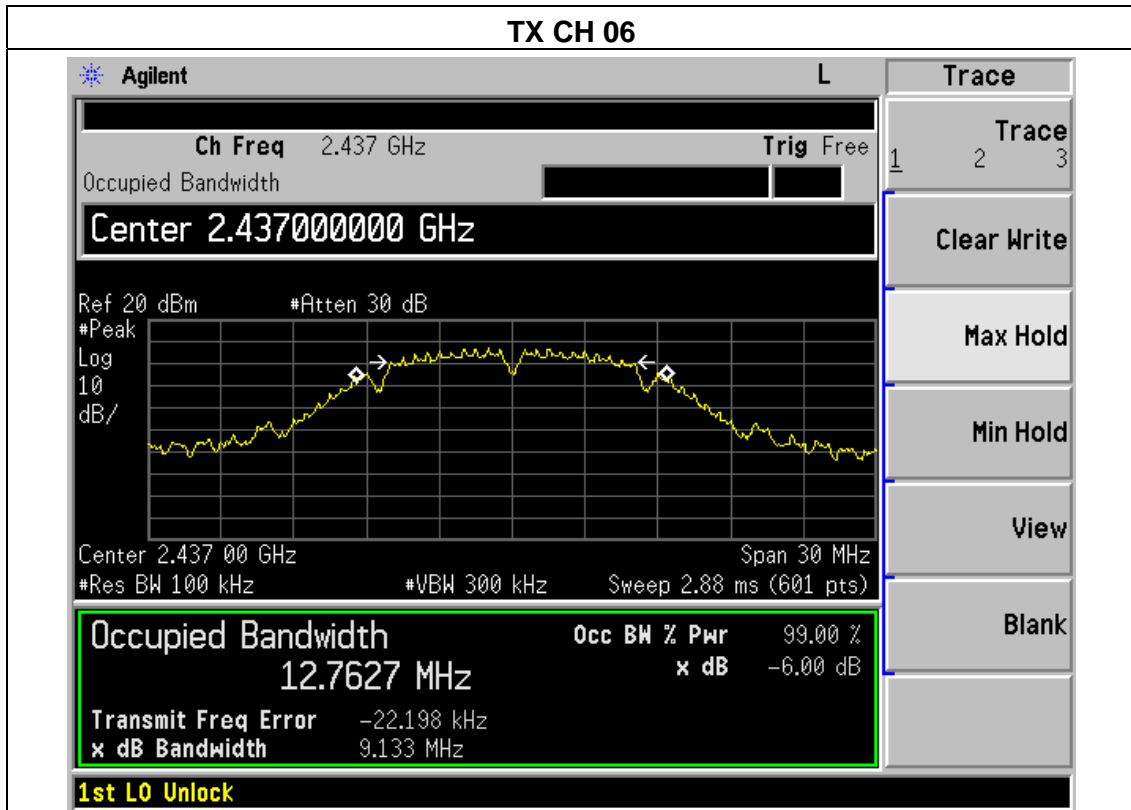 TX CH 06
Agilent L
Trace
Ch Freq 2.437 GHz Trig Free
Occupied Bandwidth
Center 2.437000000 GHz
Ref 20 dBm #Atten 30 dB
#Peak
Log
10
dB/
Center 2.437 00 GHz Span 30 MHz
#Res BW 100 kHz #VBW 300 kHz Sweep 2.88 ms (601 pts)
Occupied Bandwidth Occ BW % Pwr 99.00 %
12.7627 MHz x dB -6.00 dB
Transmit Freq Error -22.198 kHz
x dB Bandwidth 9.133 MHz
1st LO Unlock
Trace
1 2 3
Clear Write
Max Hold
Min Hold
View
Blank